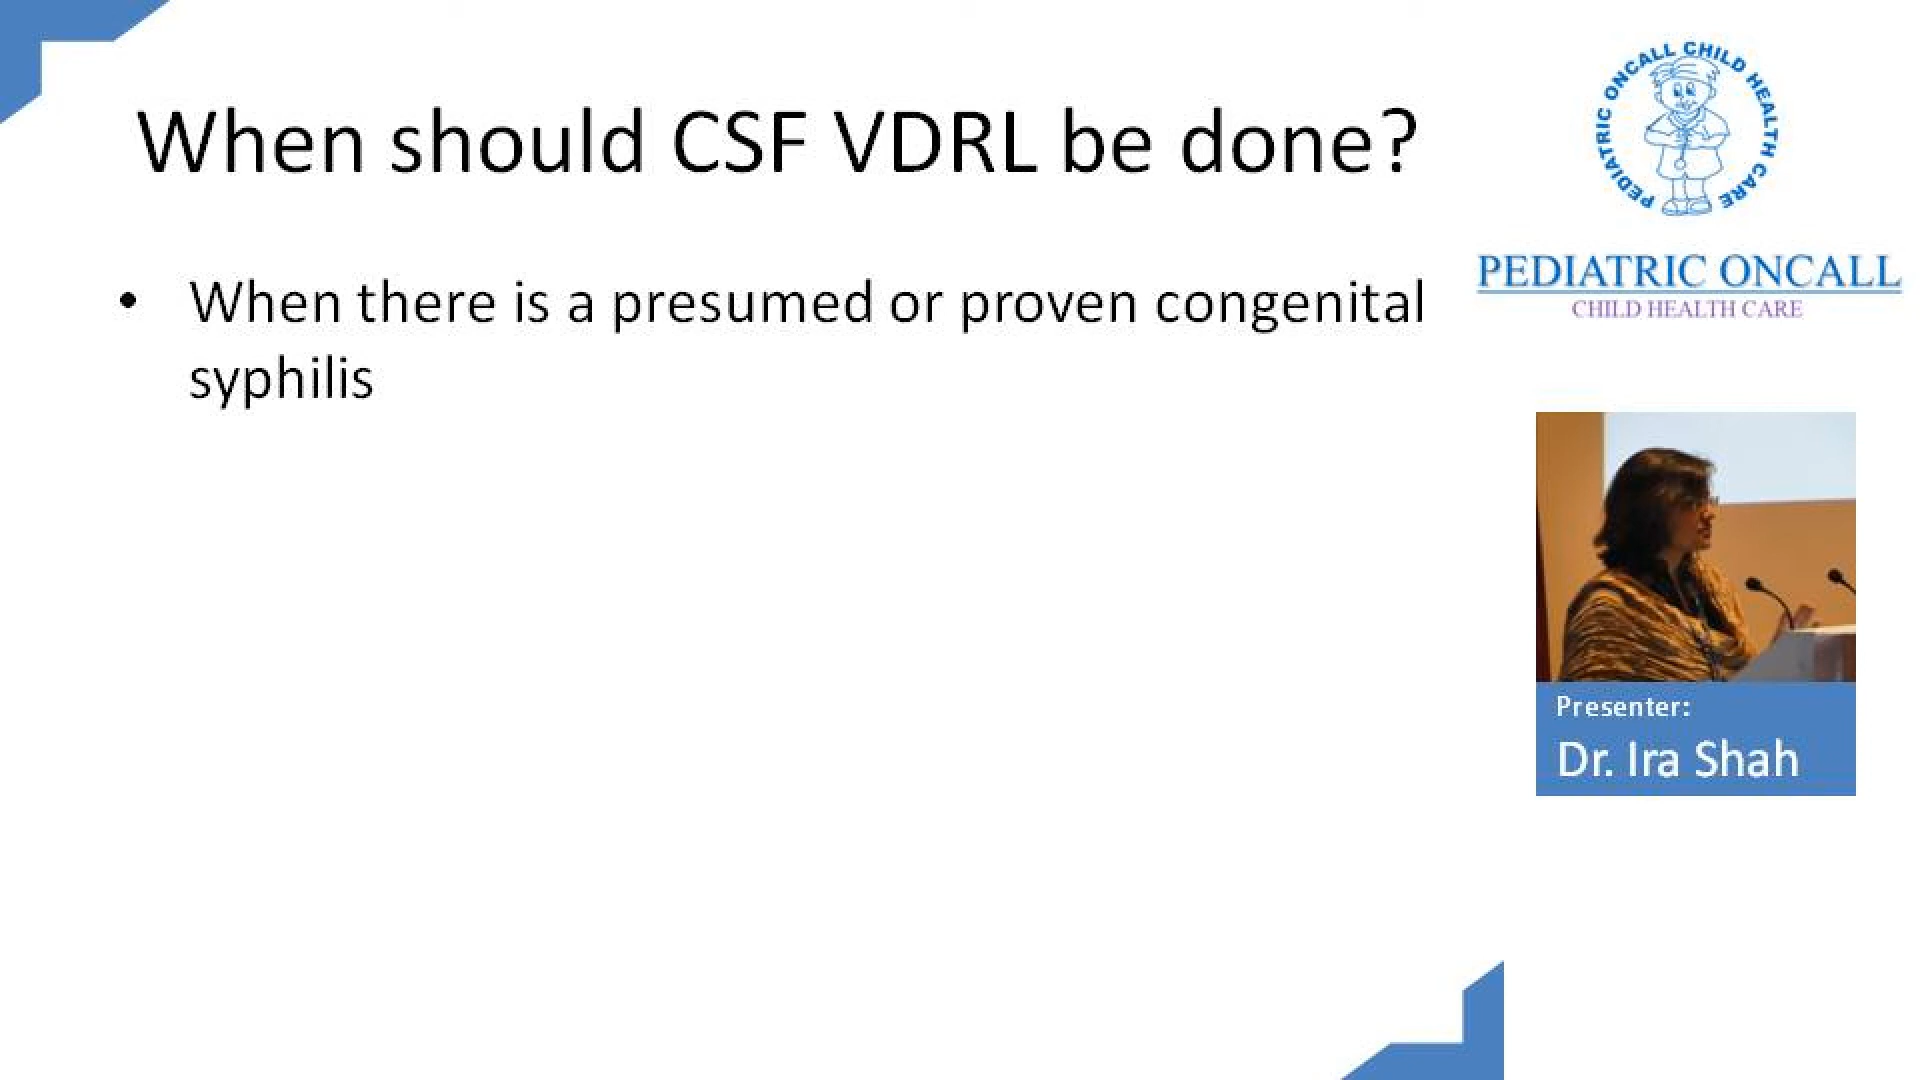 When should CSF VDRL be done?
• When there is a presumed or proven congenital
syphilis
PEDIATRIC ONCALL CHILD HEALTH CARE
PEDIATRIC ONCALL
CHILD HEALTH CARE
Presenter:
Dr. Ira Shah